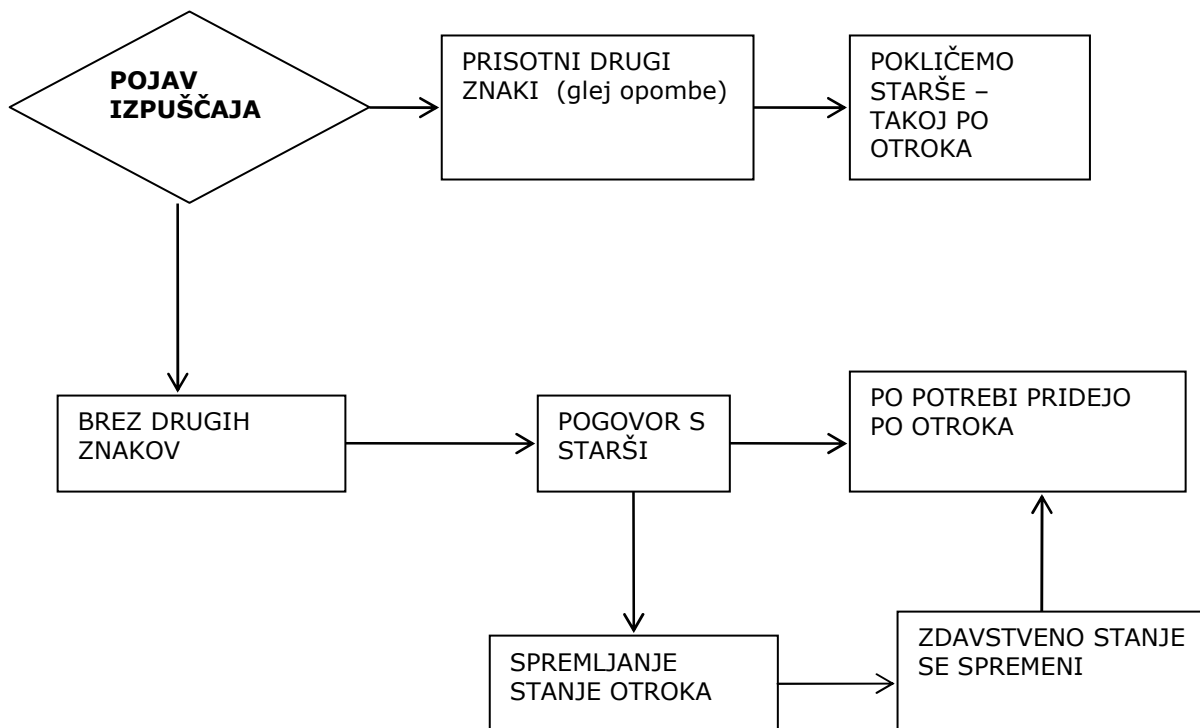 POJAV
IZPUŠČAJA
PRISOTNI DRUGI
ZNAKI (glej opombe)
POKLIČEMO
STARŠE –
TAKOJ PO
OTROKA
BREZ DRUGIH
ZNAKOV
POGOVOR S
STARŠI
PO POTREBI PRIDEJO
PO OTROKA
SPREMLJANJE
STANJE OTROKA
ZDAVSTVENO STANJE
SE SPREMENI